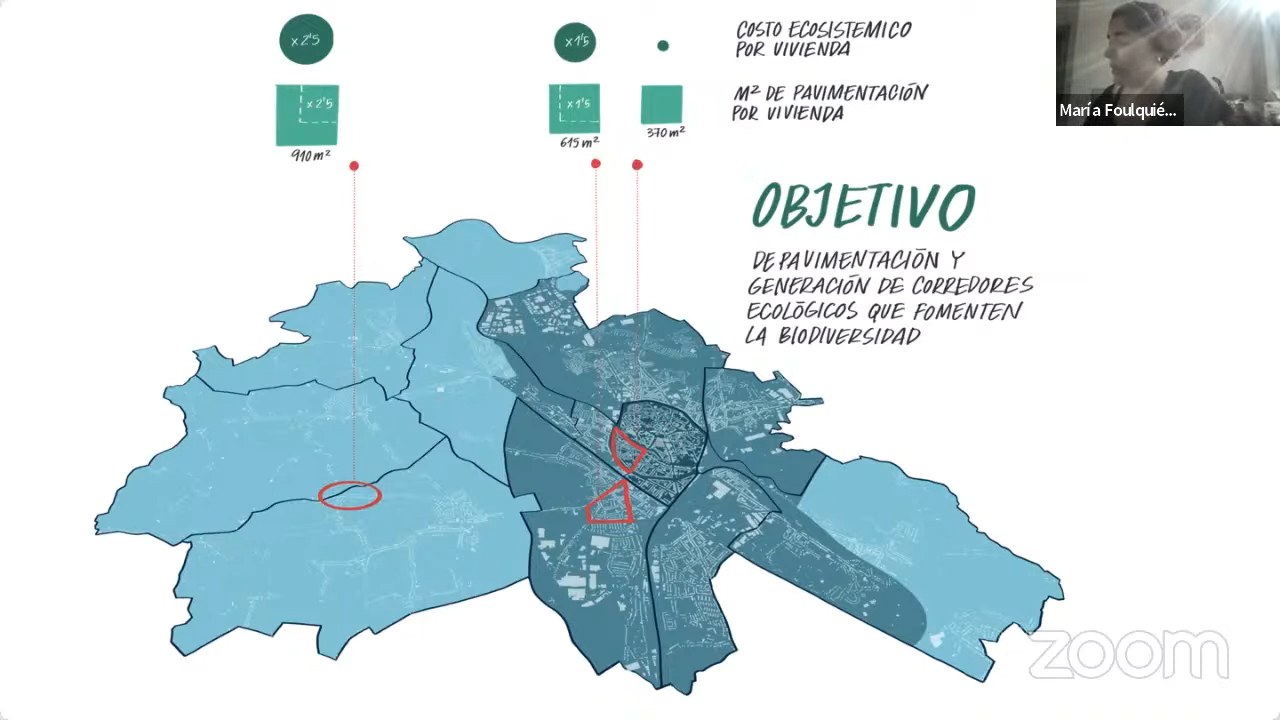 x2'5
x1'5
COSTO ECOSISTEMICO
POR VIVIENDA
x2'5
x1'5
M² DE PAVIMENTACIÓN
POR VIVIENDA
910 m²
615 m²
370 m²
María Foulquié...
OBJETIVO
DEPAVIMENTACIÓN Y
GENERACIÓN DE CORREDORES
ECOLÓGICOS QUE FOMENTEN
LA BIODIVERSIDAD
zoom